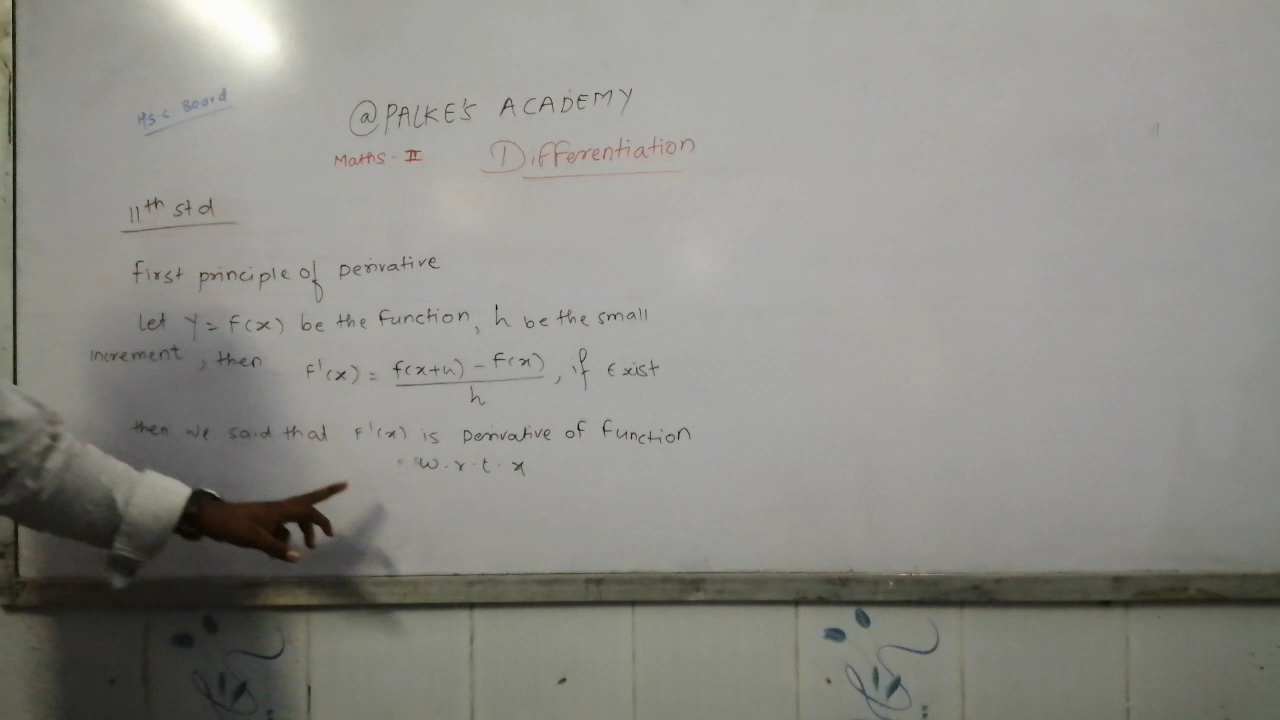 H.S.C Board
@PALKE'S ACADEMY
Maths - II Differentiation
11th std
First principle of Derivative
Let Y = F(x) be the function, h be the small
increment, then F'(x) = f(x+h) - F(x) / h, if Exist
then we said that F'(x) is Derivative of function
w.r.t. x